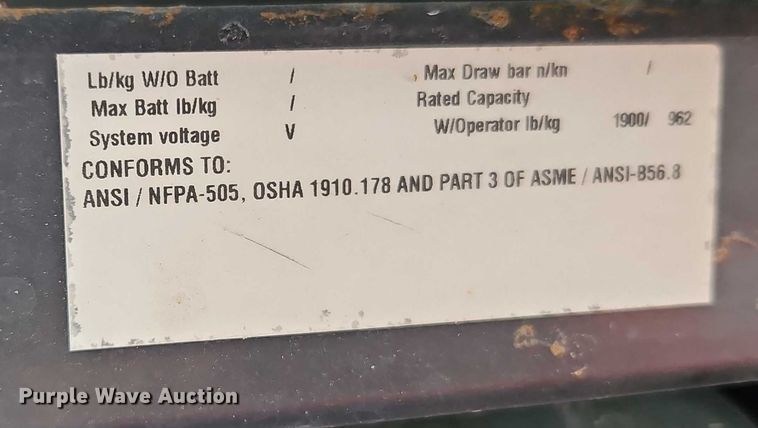 Lb/kg W/O Batt / Max Draw bar n/kn /
Max Batt lb/kg / Rated Capacity
System voltage V W/Operator lb/kg 1900/ 962
CONFORMS TO:
ANSI / NFPA-505, OSHA 1910.178 AND PART 3 OF ASME / ANSI-B56.8
Purple Wave Auction